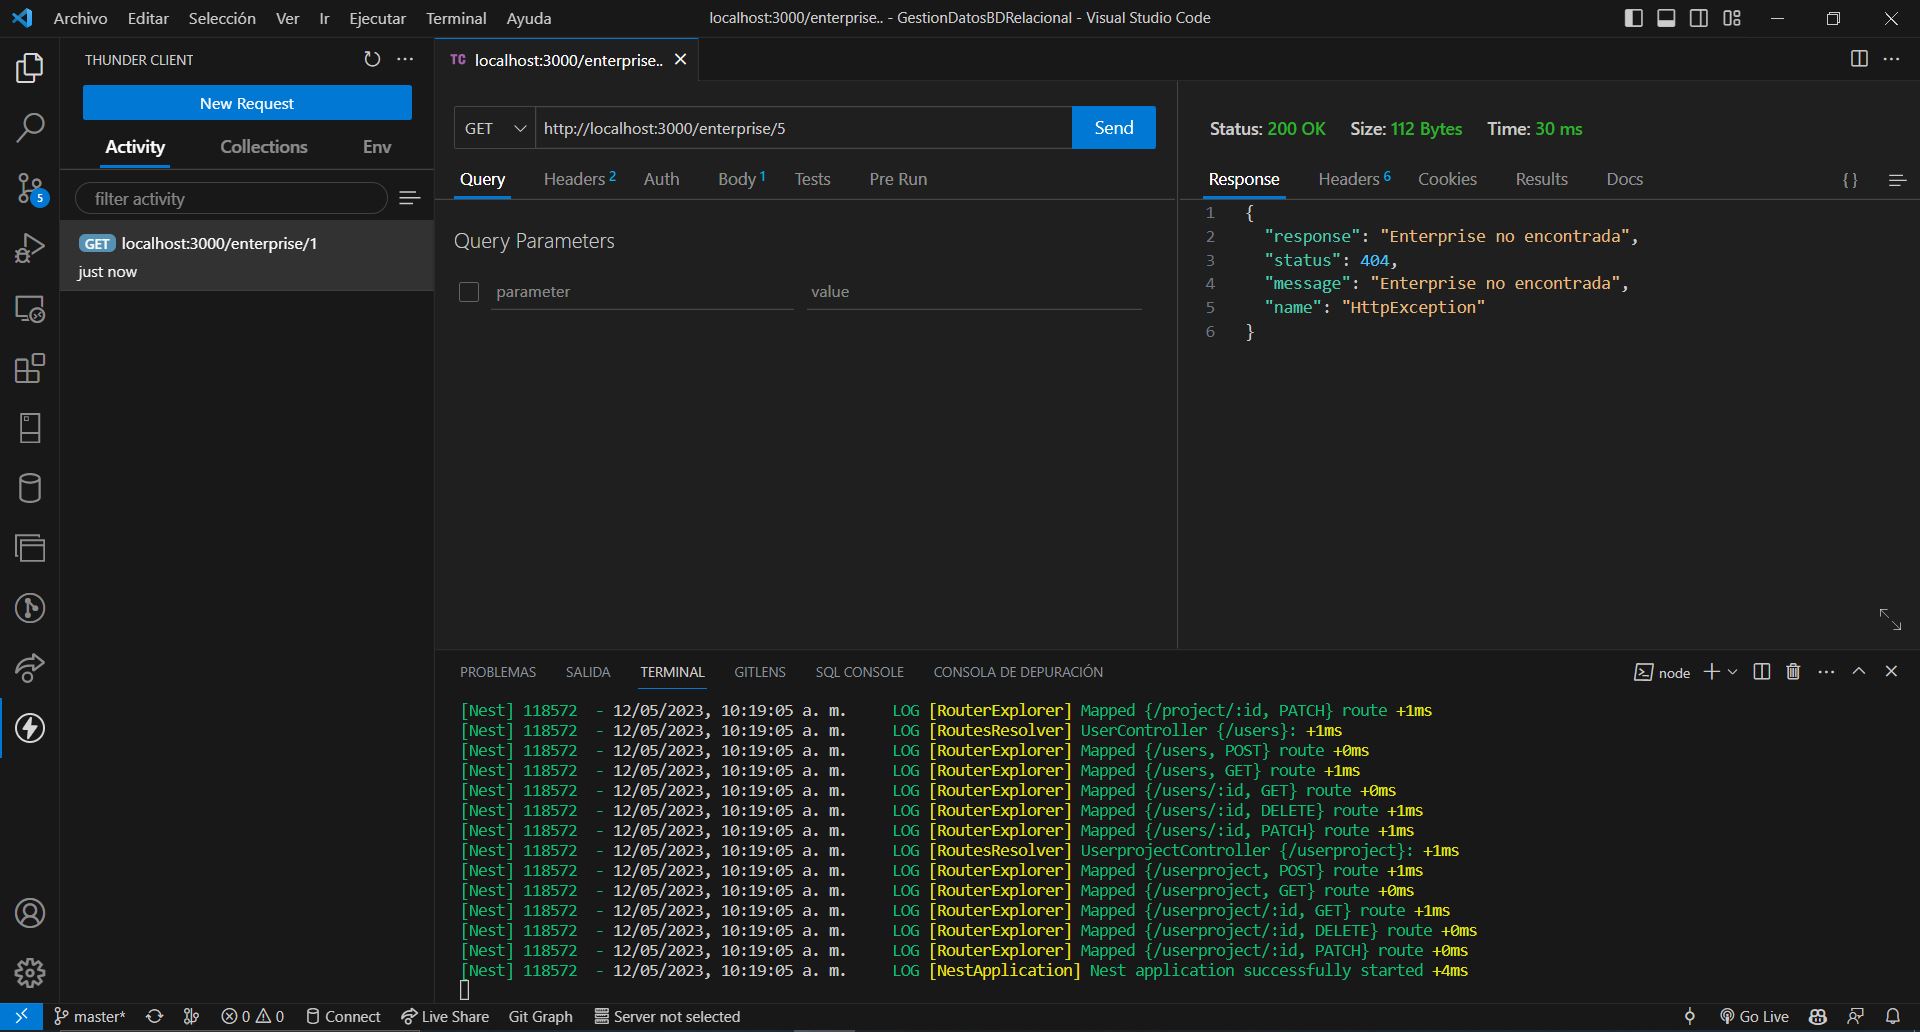 Archivo Editar Selección Ver Ir Ejecutar Terminal Ayuda
localhost:3000/enterprise.. - GestionDatosBDRelacional - Visual Studio Code
THUNDER CLIENT
New Request
Activity Collections Env
filter activity
GET localhost:3000/enterprise/1
just now
5
TC localhost:3000/enterprise..
GET http://localhost:3000/enterprise/5 Send
Query Headers 2 Auth Body 1 Tests Pre Run
Query Parameters
parameter value
Status: 200 OK Size: 112 Bytes Time: 30 ms
Response Headers 6 Cookies Results Docs {}
1 {
2 "response": "Enterprise no encontrada",
3 "status": 404,
4 "message": "Enterprise no encontrada",
5 "name": "HttpException"
6 }
PROBLEMAS SALIDA TERMINAL GITLENS SQL CONSOLE CONSOLA DE DEPURACIÓN
node
[Nest] 118572 - 12/05/2023, 10:19:05 a. m. LOG [RouterExplorer] Mapped {/project/:id, PATCH} route +1ms
[Nest] 118572 - 12/05/2023, 10:19:05 a. m. LOG [RoutesResolver] UserController {/users}: +1ms
[Nest] 118572 - 12/05/2023, 10:19:05 a. m. LOG [RouterExplorer] Mapped {/users, POST} route +0ms
[Nest] 118572 - 12/05/2023, 10:19:05 a. m. LOG [RouterExplorer] Mapped {/users, GET} route +1ms
[Nest] 118572 - 12/05/2023, 10:19:05 a. m. LOG [RouterExplorer] Mapped {/users/:id, GET} route +0ms
[Nest] 118572 - 12/05/2023, 10:19:05 a. m. LOG [RouterExplorer] Mapped {/users/:id, DELETE} route +1ms
[Nest] 118572 - 12/05/2023, 10:19:05 a. m. LOG [RouterExplorer] Mapped {/users/:id, PATCH} route +1ms
[Nest] 118572 - 12/05/2023, 10:19:05 a. m. LOG [RoutesResolver] UserprojectController {/userproject}: +1ms
[Nest] 118572 - 12/05/2023, 10:19:05 a. m. LOG [RouterExplorer] Mapped {/userproject, POST} route +1ms
[Nest] 118572 - 12/05/2023, 10:19:05 a. m. LOG [RouterExplorer] Mapped {/userproject, GET} route +0ms
[Nest] 118572 - 12/05/2023, 10:19:05 a. m. LOG [RouterExplorer] Mapped {/userproject/:id, GET} route +1ms
[Nest] 118572 - 12/05/2023, 10:19:05 a. m. LOG [RouterExplorer] Mapped {/userproject/:id, DELETE} route +0ms
[Nest] 118572 - 12/05/2023, 10:19:05 a. m. LOG [RouterExplorer] Mapped {/userproject/:id, PATCH} route +0ms
[Nest] 118572 - 12/05/2023, 10:19:05 a. m. LOG [NestApplication] Nest application successfully started +4ms
master* 0 0 Connect Live Share Git Graph Server not selected Go Live